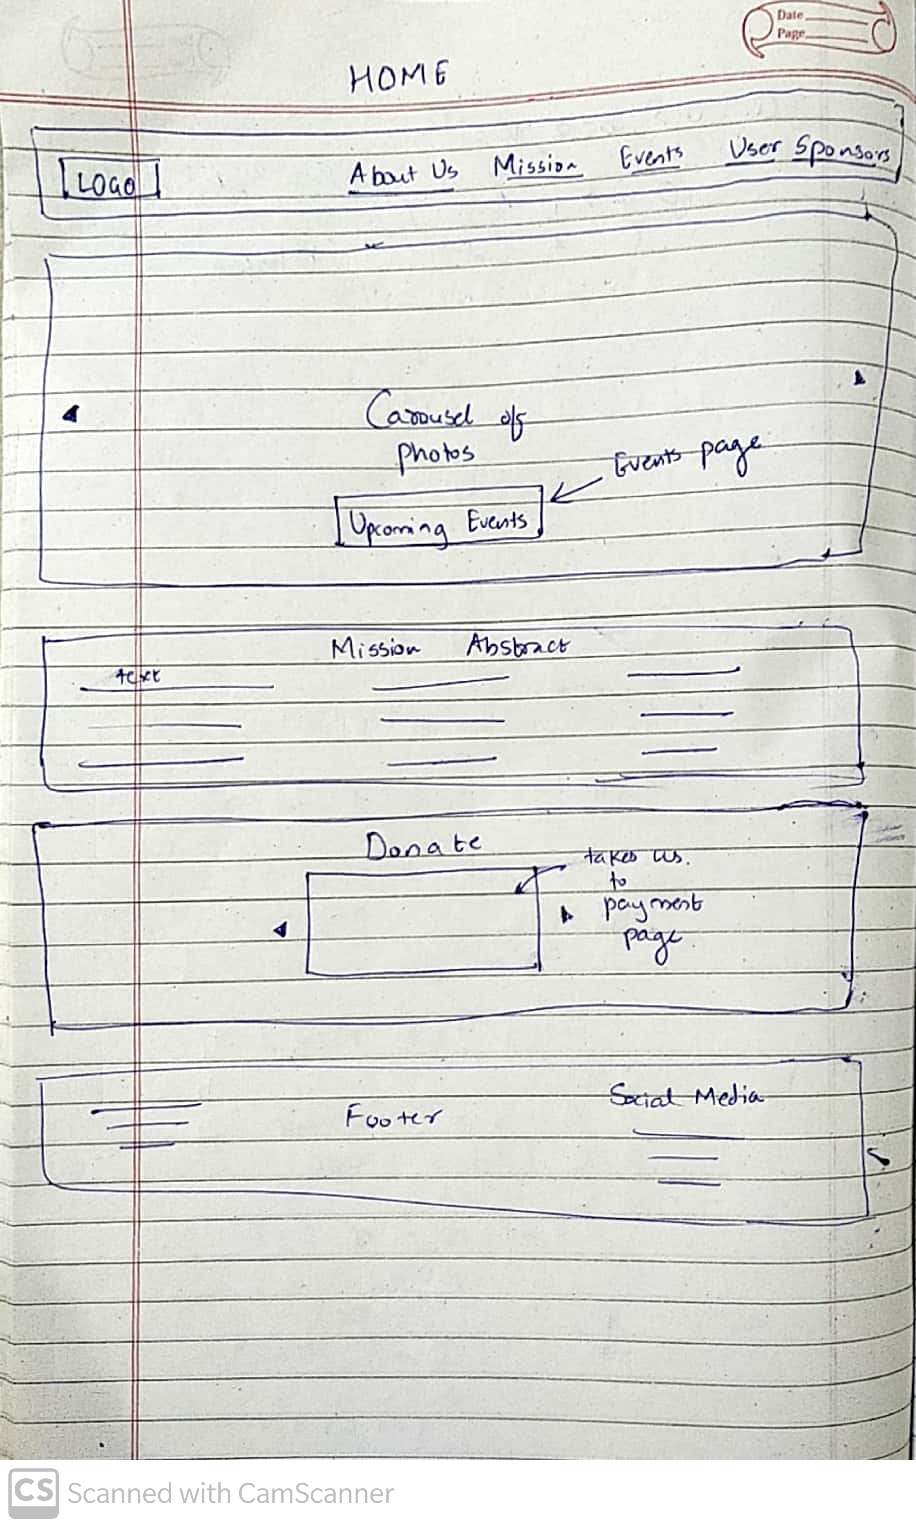 Date
Page
HOME
LOGO About Us Mission Events User Sponsors
Carousel of
photos
Events page
Upcoming Events
Mission Abstract
text
Donate
takes us
to
payment
page
Footer Social Media
CS Scanned with CamScanner